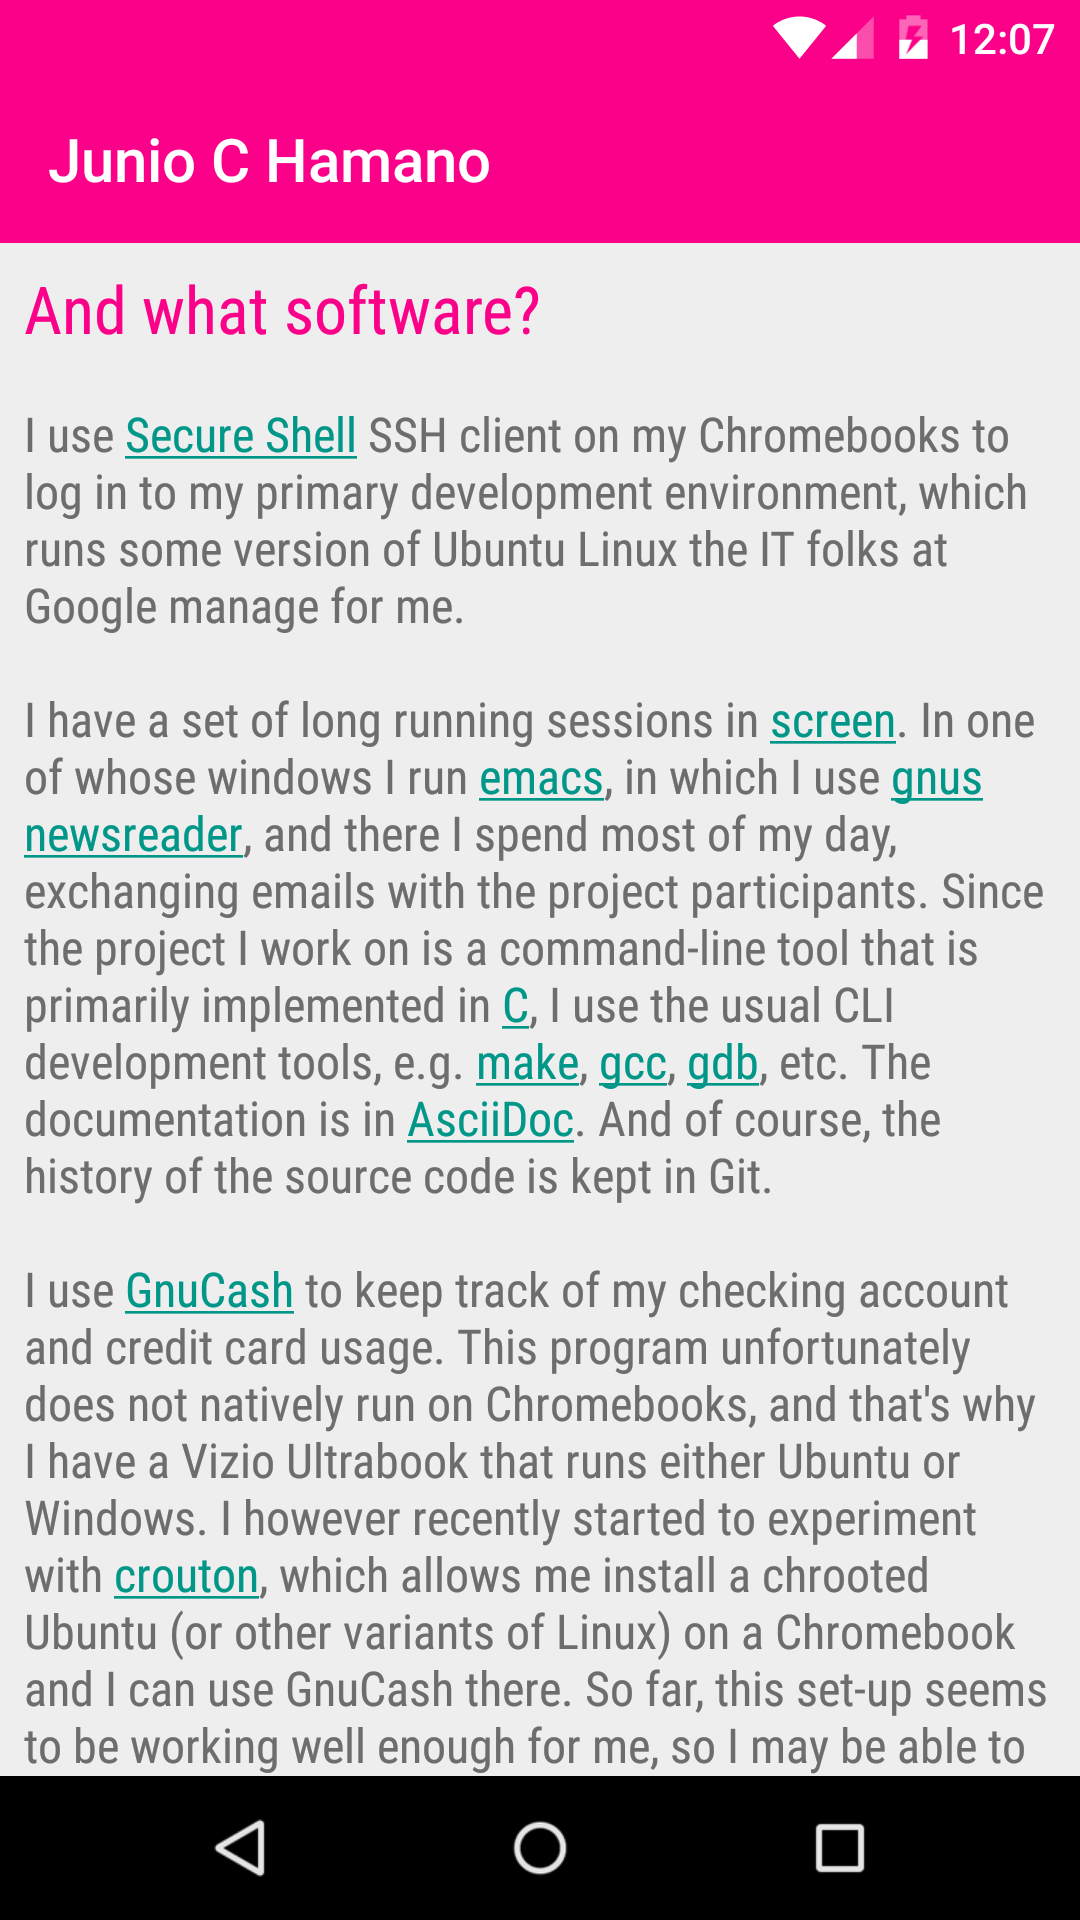 12:07
Junio C Hamano
And what software?
I use Secure Shell SSH client on my Chromebooks to
log in to my primary development environment, which
runs some version of Ubuntu Linux the IT folks at
Google manage for me.
I have a set of long running sessions in screen. In one
of whose windows I run emacs, in which I use gnus
newsreader, and there I spend most of my day,
exchanging emails with the project participants. Since
the project I work on is a command-line tool that is
primarily implemented in C, I use the usual CLI
development tools, e.g. make, gcc, gdb, etc. The
documentation is in AsciiDoc. And of course, the
history of the source code is kept in Git.
I use GnuCash to keep track of my checking account
and credit card usage. This program unfortunately
does not natively run on Chromebooks, and that's why
I have a Vizio Ultrabook that runs either Ubuntu or
Windows. I however recently started to experiment
with crouton, which allows me install a chrooted
Ubuntu (or other variants of Linux) on a Chromebook
and I can use GnuCash there. So far, this set-up seems
to be working well enough for me, so I may be able to